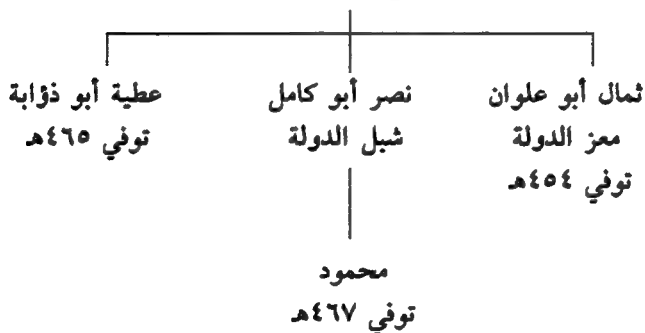 ثمال أبو علوان
معز الدولة
توفي ٤٥٤هـ
نصر أبو كامل
شبل الدولة
عطية أبو ذؤابة
توفي ٤٦٥هـ
محمود
توفي ٤٦٧هـ